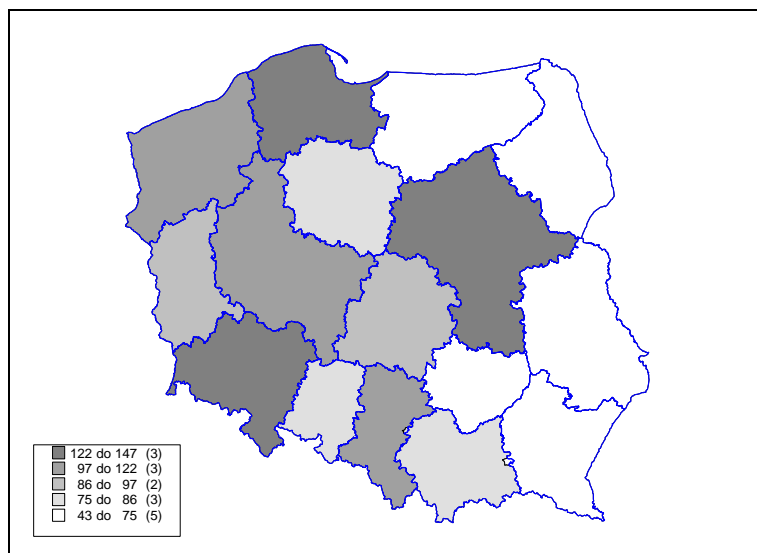 122 do 147 (3)
97 do 122 (3)
86 do 97 (2)
75 do 86 (3)
43 do 75 (5)